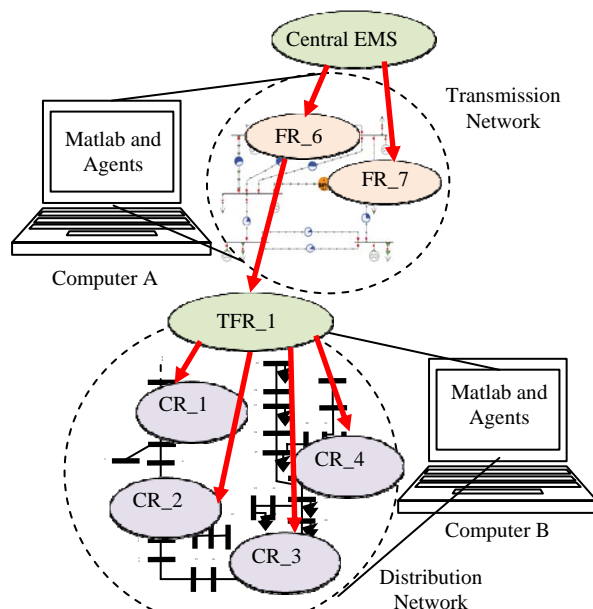 Central EMS
Transmission
Network
Matlab and
Agents
FR_6
FR_7
Computer A
TFR_1
CR_1
Matlab and
Agents
CR_4
CR_2
CR_3
Computer B
Distribution
Network